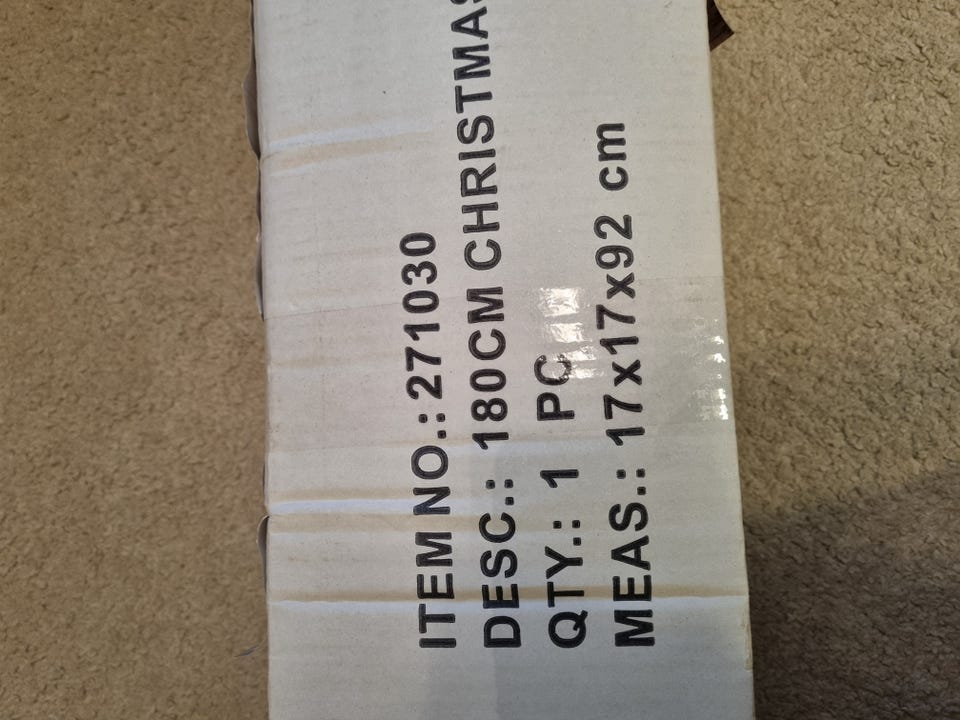 ITEM NO.: 271030
DESC.: 180CM CHRISTMAS
QTY.: 1 PC
MEAS.: 17x17x92 cm